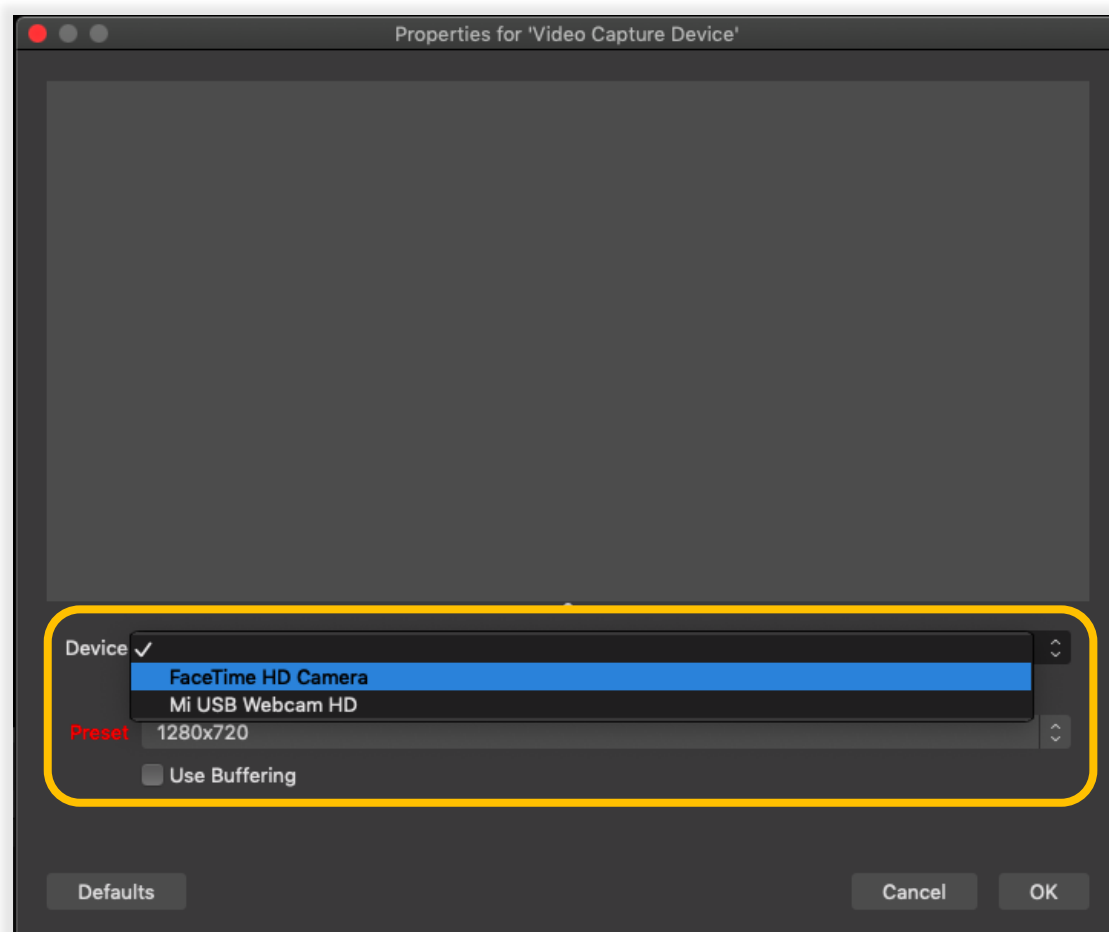 Properties for 'Video Capture Device'
Device
FaceTime HD Camera
Mi USB Webcam HD
Preset 1280x720
Use Buffering
Defaults Cancel OK